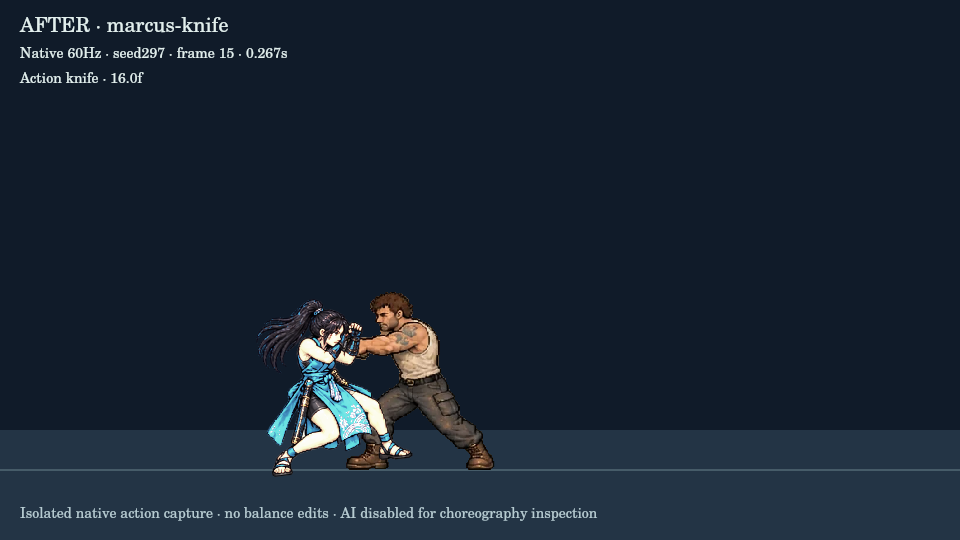 AFTER · marcus-knife
Native 60Hz · seed297 · frame 15 · 0.267s
Action knife · 16.0f
Isolated native action capture · no balance edits · AI disabled for choreography inspection